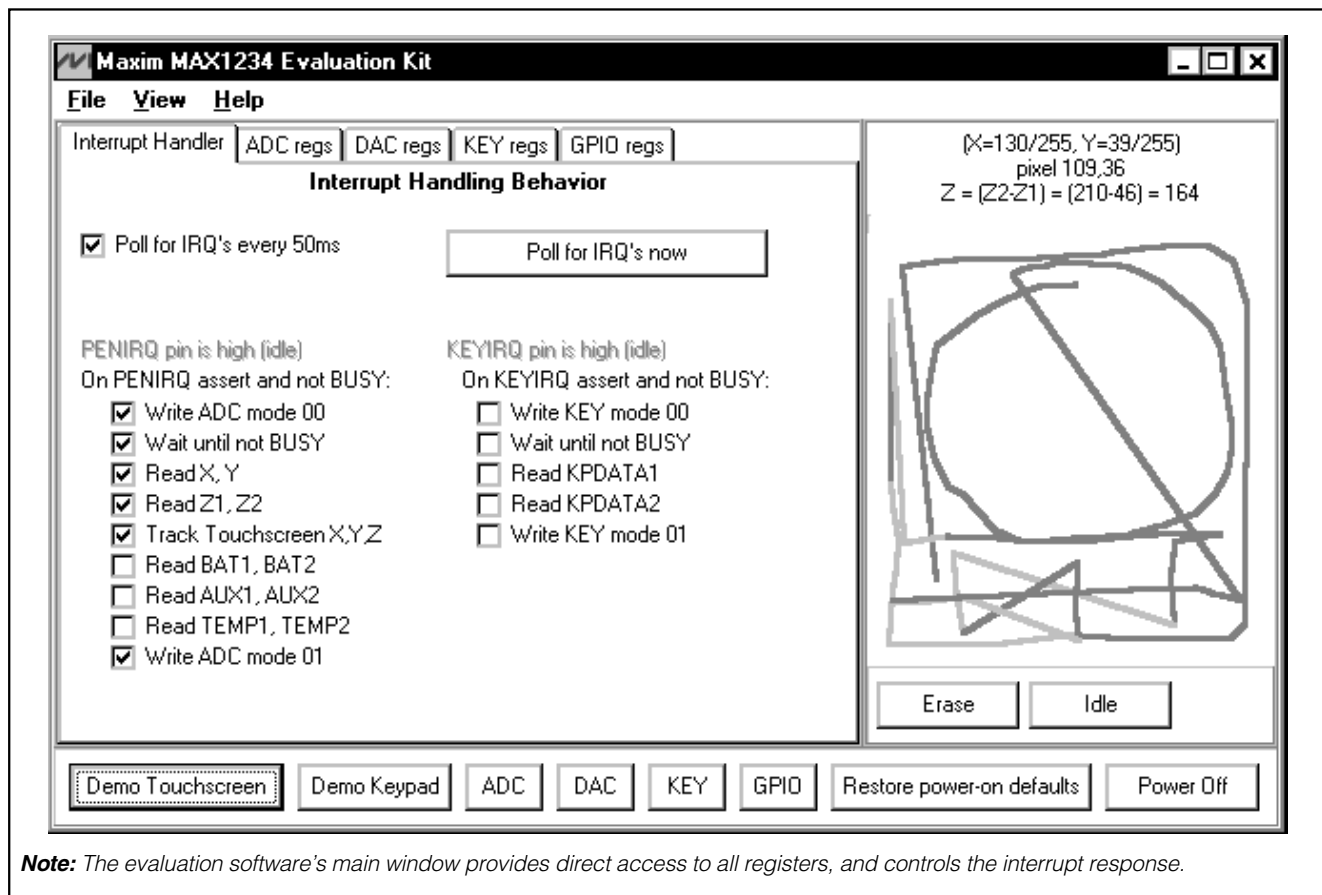 Maxim MAX1234 Evaluation Kit
File View Help
Interrupt Handler ADC regs DAC regs KEY regs GPIO regs
Interrupt Handling Behavior
Poll for IRQ's every 50ms
Poll for IRQ's now
PENIRQ pin is high (idle)
On PENIRQ assert and not BUSY:
Write ADC mode 00
Wait until not BUSY
Read X, Y
Read Z1, Z2
Track Touchscreen X,Y,Z
Read BAT1, BAT2
Read AUX1, AUX2
Read TEMP1, TEMP2
Write ADC mode 01
KEYIRQ pin is high (idle)
On KEYIRQ assert and not BUSY:
Write KEY mode 00
Wait until not BUSY
Read KPDATA1
Read KPDATA2
Write KEY mode 01
(X=130/255, Y=39/255)
pixel 109,36
Z = (Z2-Z1) = (210-46) = 164
Erase
Idle
Demo Touchscreen
Demo Keypad
ADC
DAC
KEY
GPIO
Restore power-on defaults
Power Off
Note: The evaluation software's main window provides direct access to all registers, and controls the interrupt response.